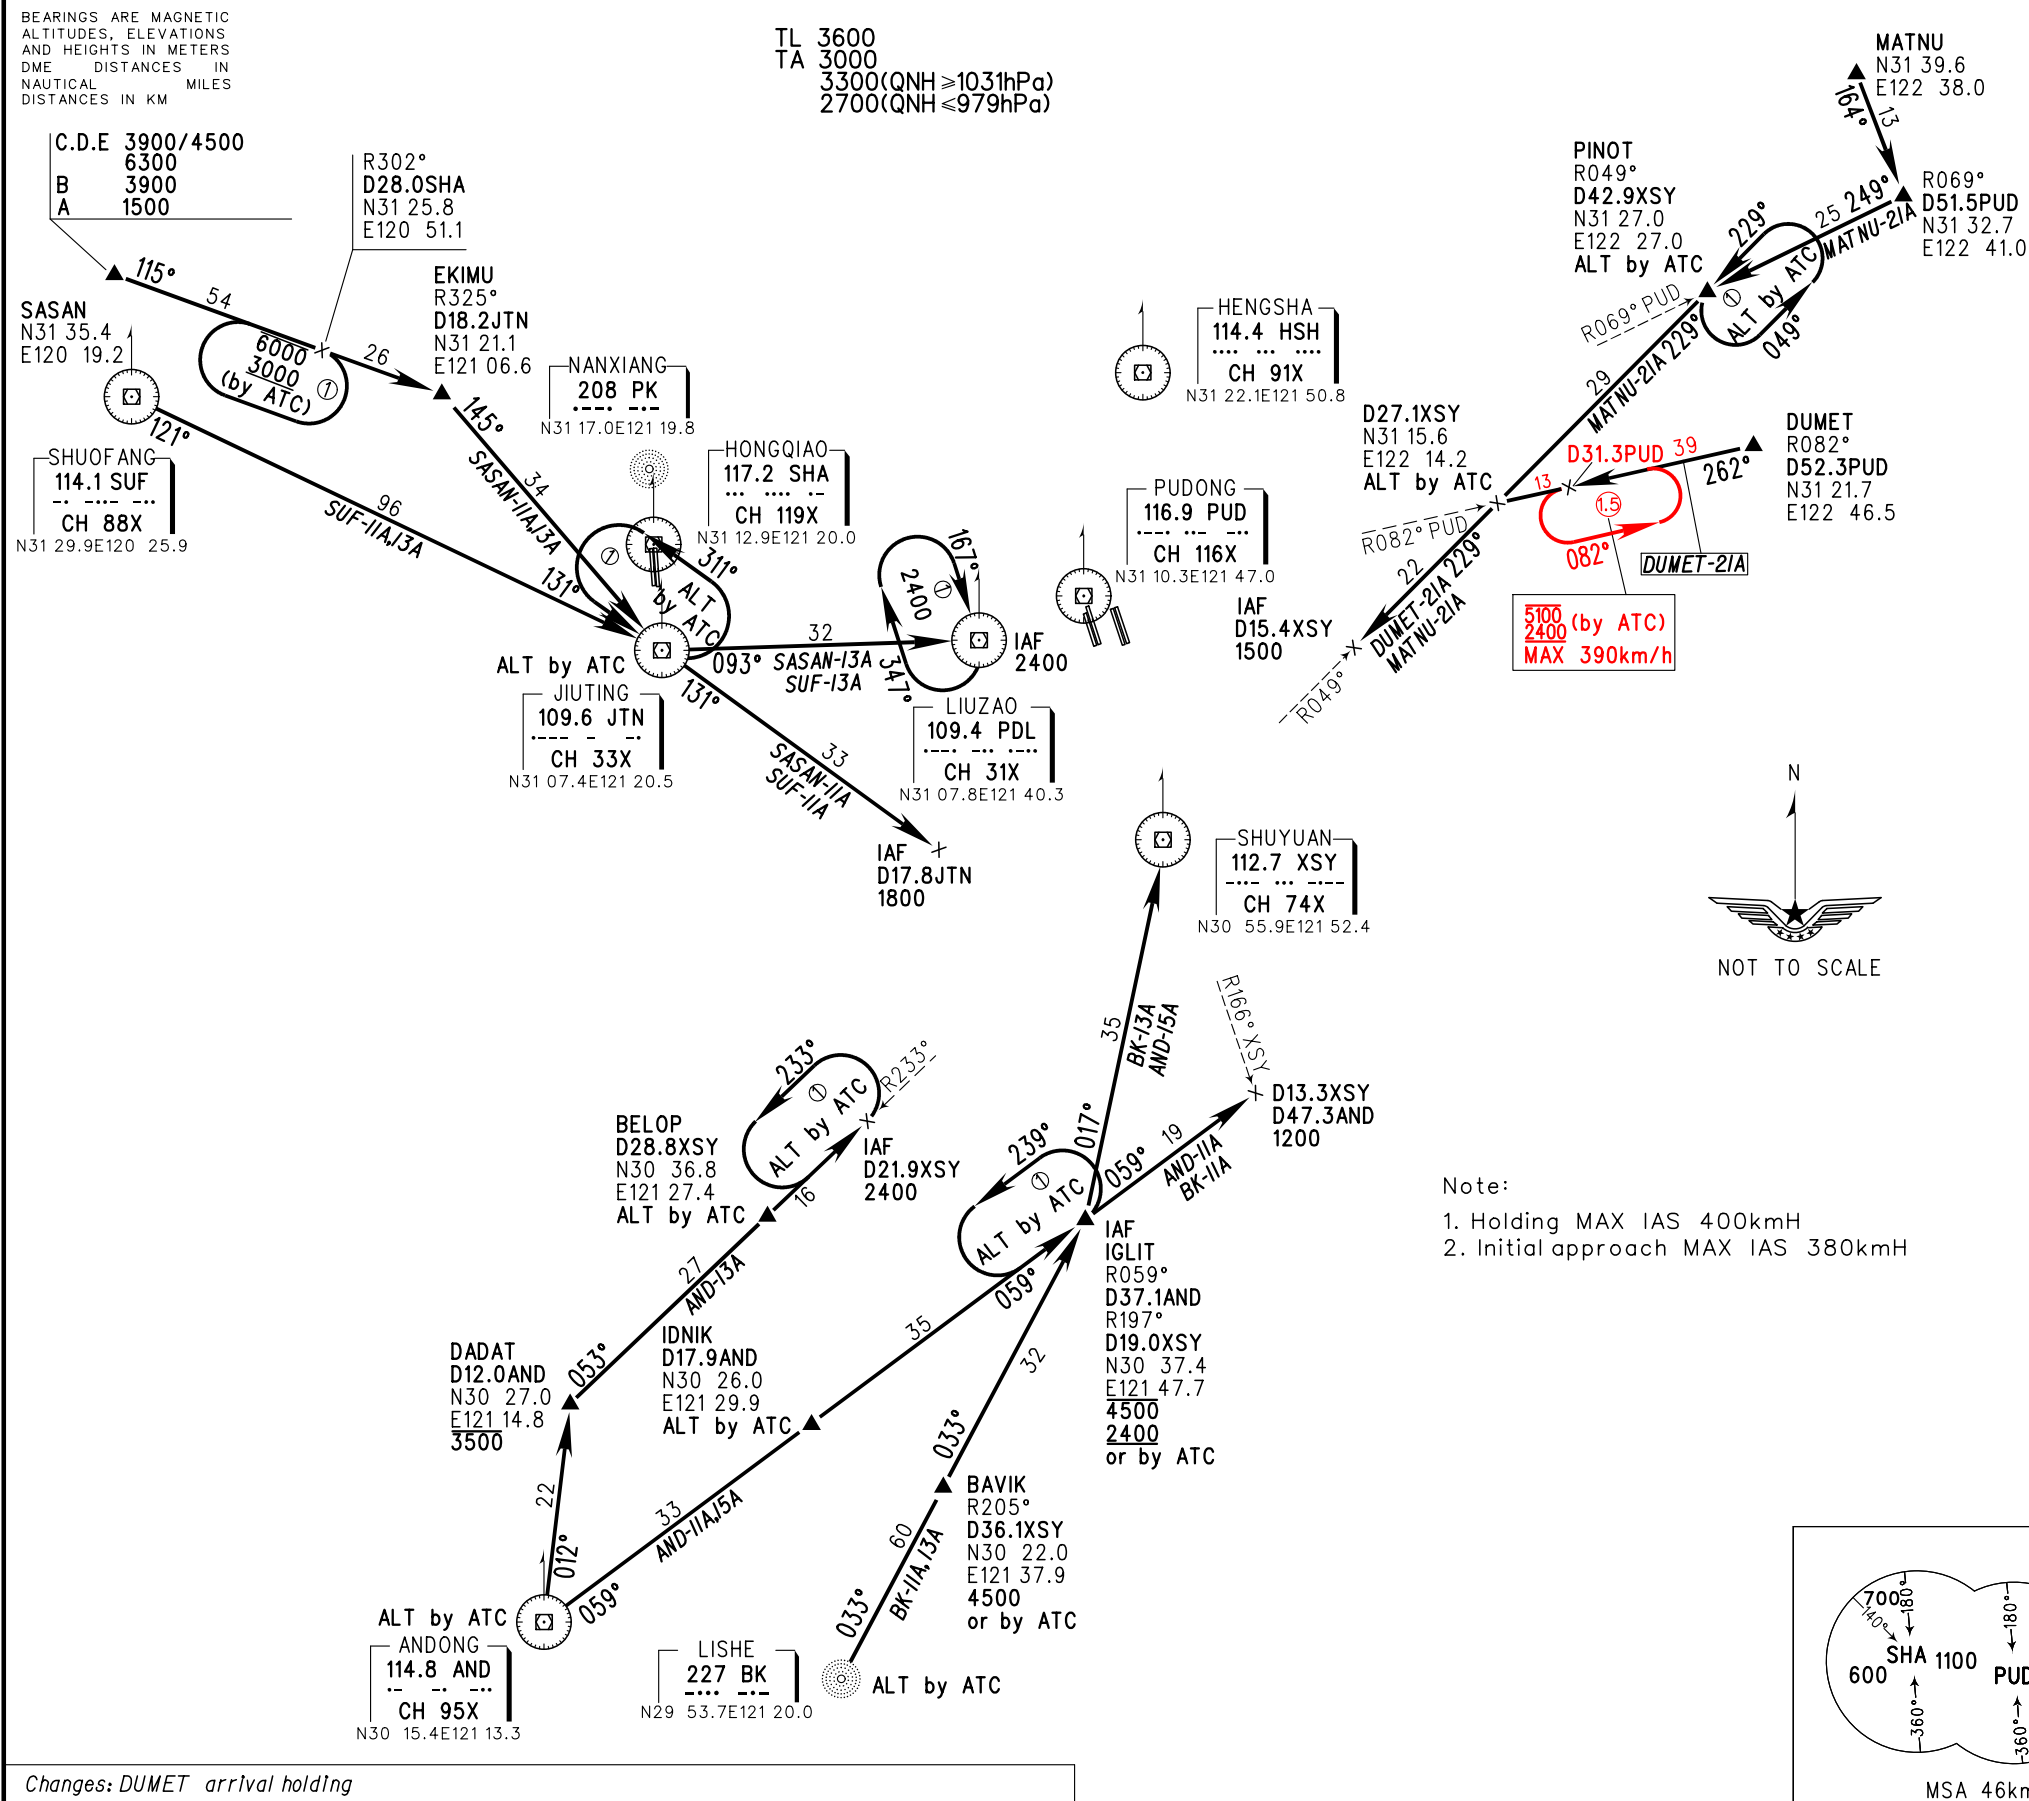 BEARINGS ARE MAGNETIC
ALTITUDES, ELEVATIONS
AND HEIGHTS IN METERS
DME DISTANCES IN
NAUTICAL MILES
DISTANCES IN KM
TL 3600
TA 3000
3300(QNH≥1031hPa)
2700(QNH≤979hPa)
C.D.E 3900/4500
6300
B 3900
A 1500
R302°
D28.0SHA
N31 25.8
E120 51.1
SASAN
N31 35.4
E120 19.2
115°
54
26
6000
3000
(by ATC)
1
EKIMU
R325°
D18.2JTN
N31 21.1
E121 06.6
145°
34
SASAN-11A,13A
SHUOFANG
114.1 SUF
CH 88X
N31 29.9E120 25.9
121°
96
SUF-11A,13A
131°
NANXIANG
208 PK
N31 17.0E121 19.8
HONGQIAO
117.2 SHA
CH 119X
N31 12.9E121 20.0
1
311°
ALT
by ATC
ALT by ATC
JIUTING
109.6 JTN
CH 33X
N31 07.4E121 20.5
32
093° SASAN-13A
SUF-13A
131°
33
SASAN-11A
SUF-11A
IAF
D17.8JTN
1800
167°
2400
1
347°
IAF
2400
LIUZAO
109.4 PDL
CH 31X
N31 07.8E121 40.3
HENGSHA
114.4 HSH
CH 91X
N31 22.1E121 50.8
PUDONG
116.9 PUD
CH 116X
N31 10.3E121 47.0
MATNU
N31 39.6
E122 38.0
164°
13
R069°
D51.5PUD
N31 32.7
E122 41.0
25 249°
MATNU-21A
PINOT
R049°
D42.9XSY
N31 27.0
E122 27.0
ALT by ATC
229°
1
ALT by ATC
049°
R069° PUD
229°
29
MATNU-21A
D27.1XSY
N31 15.6
E122 14.2
ALT by ATC
R082° PUD
D31.3PUD
39
13
262°
DUMET
R082°
D52.3PUD
N31 21.7
E122 46.5
1.5
082°
DUMET-21A
5100
2400 (by ATC)
MAX 390km/h
229°
22
DUMET-21A
MATNU-21A
IAF
D15.4XSY
1500
R049°
N
NOT TO SCALE
SHUYUAN
112.7 XSY
CH 74X
N30 55.9E121 52.4
35
BK-13A
AND-15A
017°
R166° XSY
D13.3XSY
D47.3AND
1200
19
059°
AND-11A
BK-11A
233°
1
ALT by ATC
R233°
BELOP
D28.8XSY
N30 36.8
E121 27.4
ALT by ATC
16
IAF
D21.9XSY
2400
239°
1
ALT by ATC
059°
IAF
IGLIT
R059°
D37.1AND
R197°
D19.0XSY
N30 37.4
E121 47.7
4500
2400
or by ATC
Note:
1. Holding MAX IAS 400kmH
2. Initial approach MAX IAS 380kmH
27
AND-13A
053°
DADAT
D12.0AND
N30 27.0
E121 14.8
3500
IDNIK
D17.9AND
N30 26.0
E121 29.9
ALT by ATC
35
32
033°
BAVIK
R205°
D36.1XSY
N30 22.0
E121 37.9
4500
or by ATC
22
012°
33
AND-11A,15A
059°
60
BK-11A,13A
033°
ALT by ATC
ANDONG
114.8 AND
CH 95X
N30 15.4E121 13.3
LISHE
227 BK
N29 53.7E121 20.0
ALT by ATC
700
180°
140°
180°
SHA
600
1100
PUD
360°
360°
MSA 46km
Changes: DUMET arrival holding